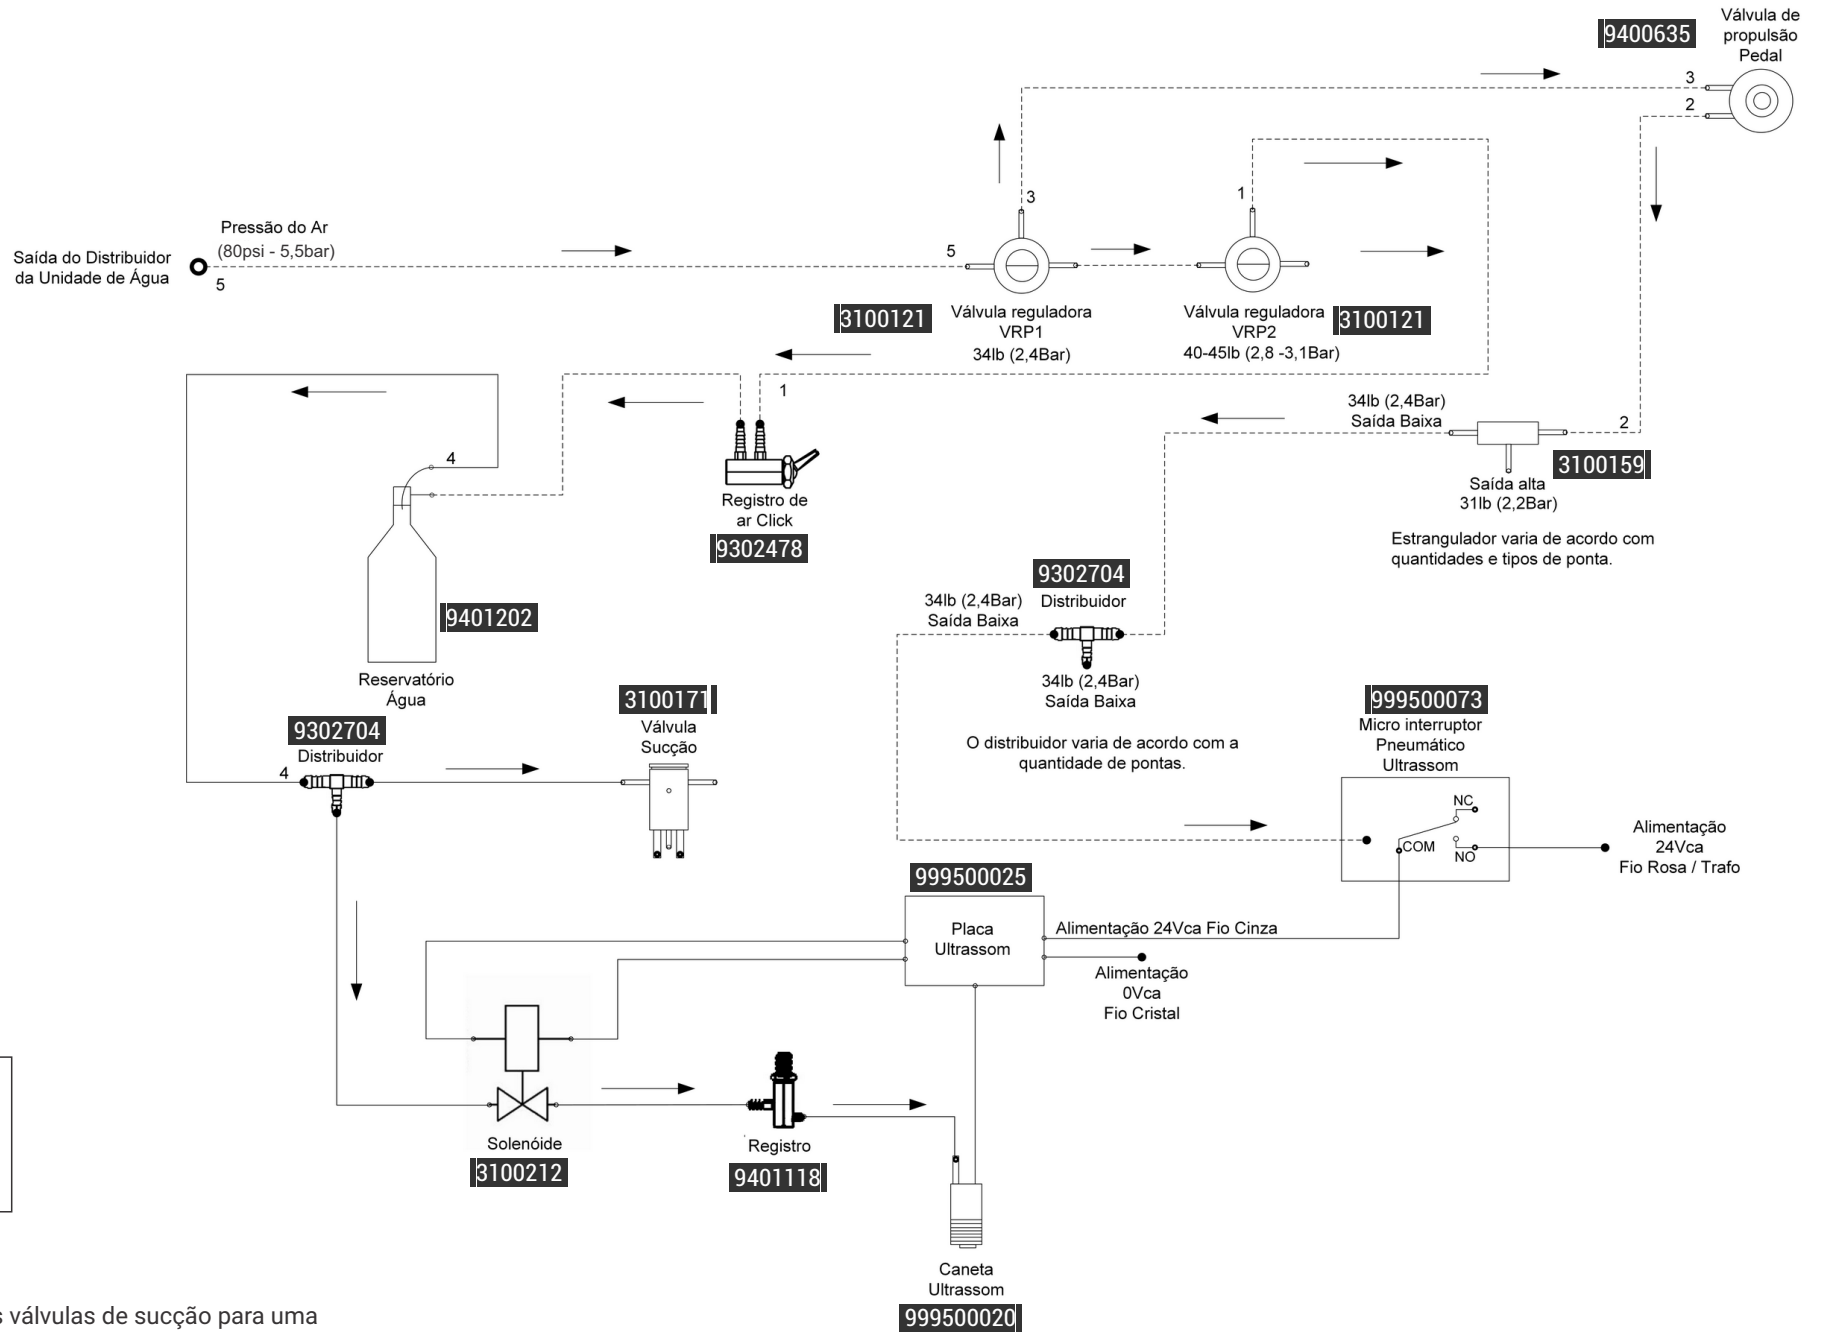 9400635
Válvula de
propulsão
Pedal
3
2
3
1
Pressão do Ar
(80psi - 5,5bar)
Saída do Distribuidor
da Unidade de Água
5
5
3100121
Válvula reguladora
VRP1
34lb (2,4Bar)
Válvula reguladora
VRP2
40-45lb (2,8 -3,1Bar)
3100121
1
34lb (2,4Bar)
Saída Baixa
2
3100159
Saída alta
31lb (2,2Bar)
Estrangulador varia de acordo com
quantidades e tipos de ponta.
4
Registro de
ar Click
9302478
9401202
Reservatório
Água
9302704
Distribuidor
34lb (2,4Bar)
Saída Baixa
34lb (2,4Bar)
Saída Baixa
O distribuidor varia de acordo com a
quantidade de pontas.
9302704
Distribuidor
4
3100171
Válvula
Sucção
999500073
Micro interruptor
Pneumático
Ultrassom
NC
COM
NO
Alimentação
24Vca
Fio Rosa / Trafo
999500025
Placa
Ultrassom
Alimentação 24Vca Fio Cinza
Alimentação
0Vca
Fio Cristal
Solenóide
3100212
Registro
9401118
Caneta
Ultrassom
999500020
s válvulas de sucção para uma